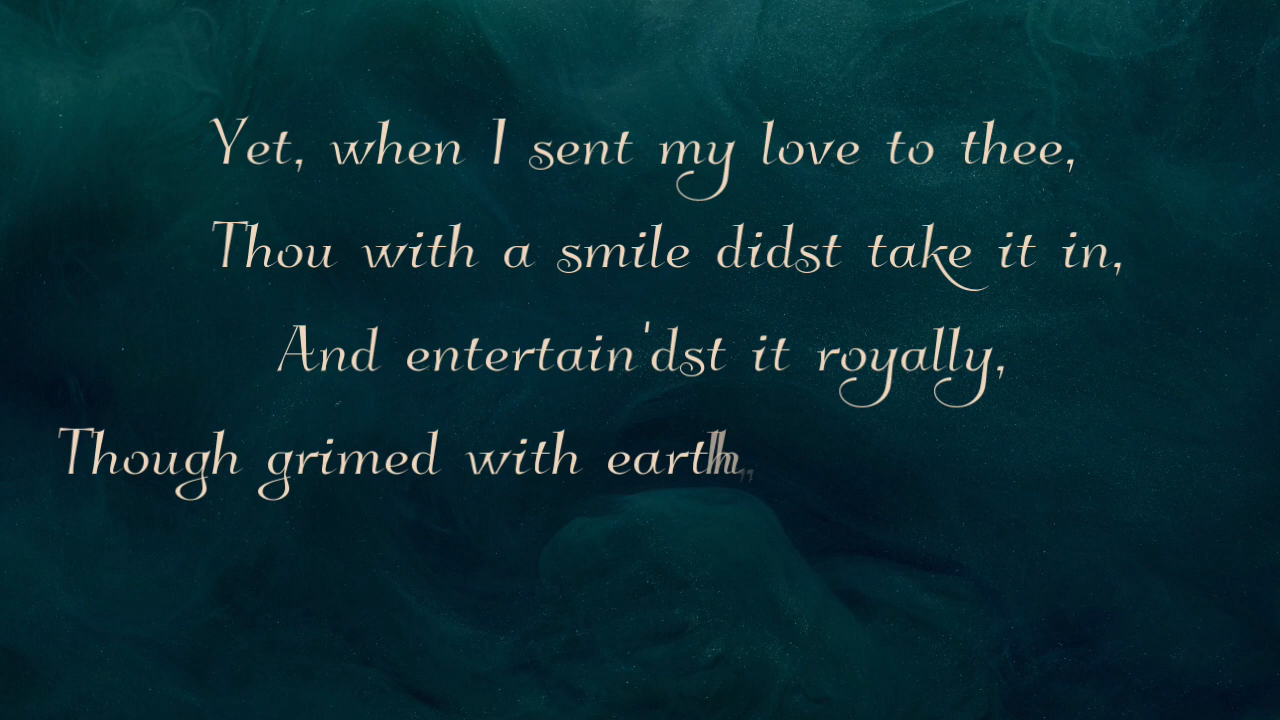 Yet, when I sent my love to thee,
Thou with a smile didst take it in,
And entertain'dst it royally,
Though grimed with earth,